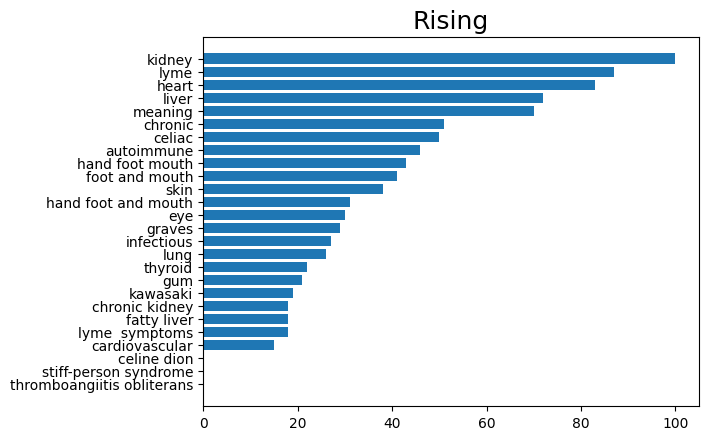 Rising
kidney
lyme
heart
liver
meaning
chronic
celiac
autoimmune
hand foot mouth
foot and mouth
skin
hand foot and mouth
eye
graves
infectious
lung
thyroid
gum
kawasaki
chronic kidney
fatty liver
lyme  symptoms
cardiovascular
celine dion
stiff-person syndrome
thromboangiitis obliterans
0 20 40 60 80 100